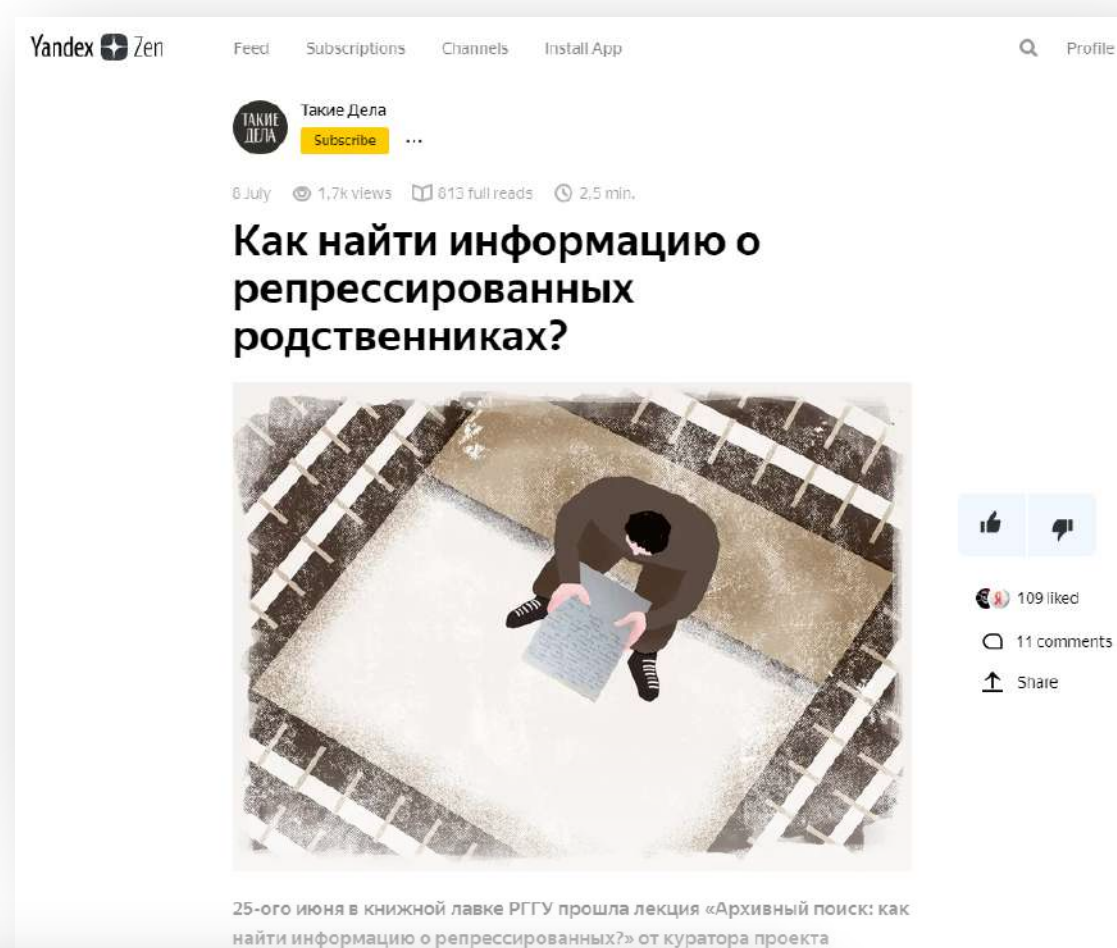 Yandex Zen
Feed Subscriptions Channels Install App
Profile
ТАКИЕ
ДЕЛА
Такие Дела
Subscribe ...
8 July 1,7k views 813 full reads 2,5 min.
Как найти информацию о
репрессированных
родственниках?
109 liked
11 comments
Share
25-ого июня в книжной лавке РГГУ прошла лекция «Архивный поиск: как
найти информацию о репрессированных?» от куратора проекта